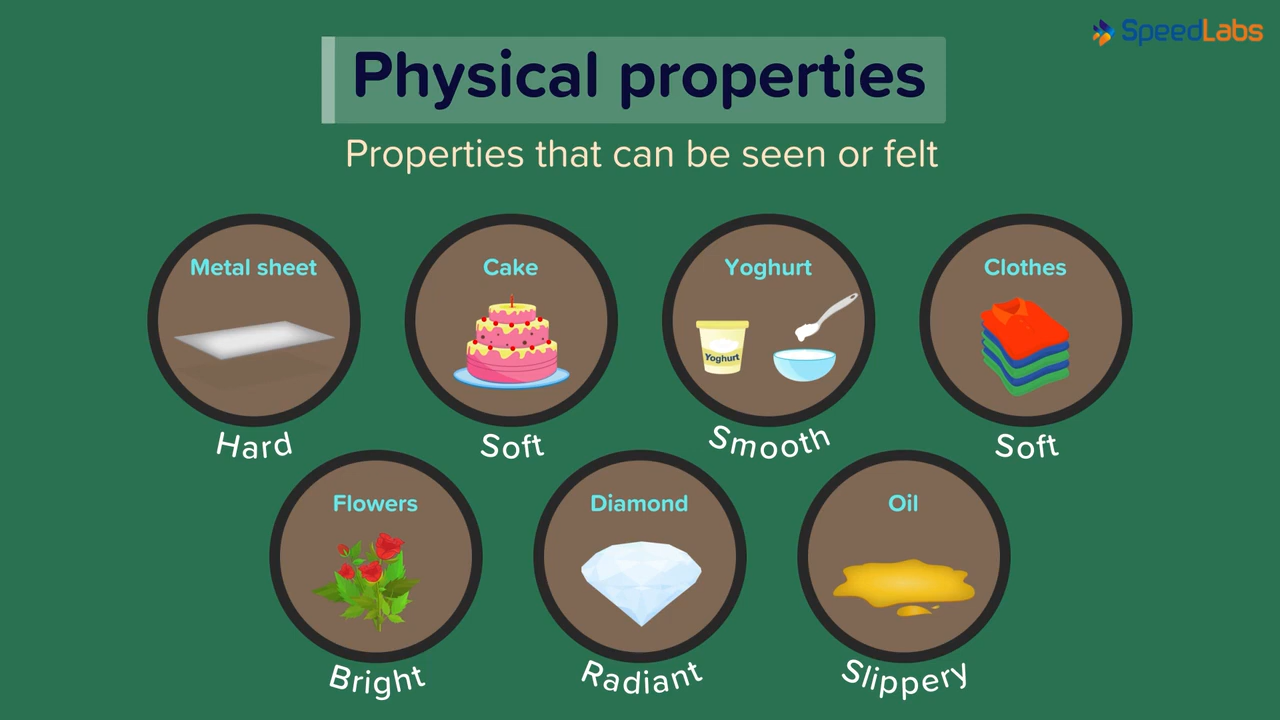 SpeedLabs
Physical properties
Properties that can be seen or felt
Metal sheet
Hard
Cake
Soft
Yoghurt
Yoghurt
Smooth
Clothes
Soft
Flowers
Bright
Diamond
Radiant
Oil
Slippery